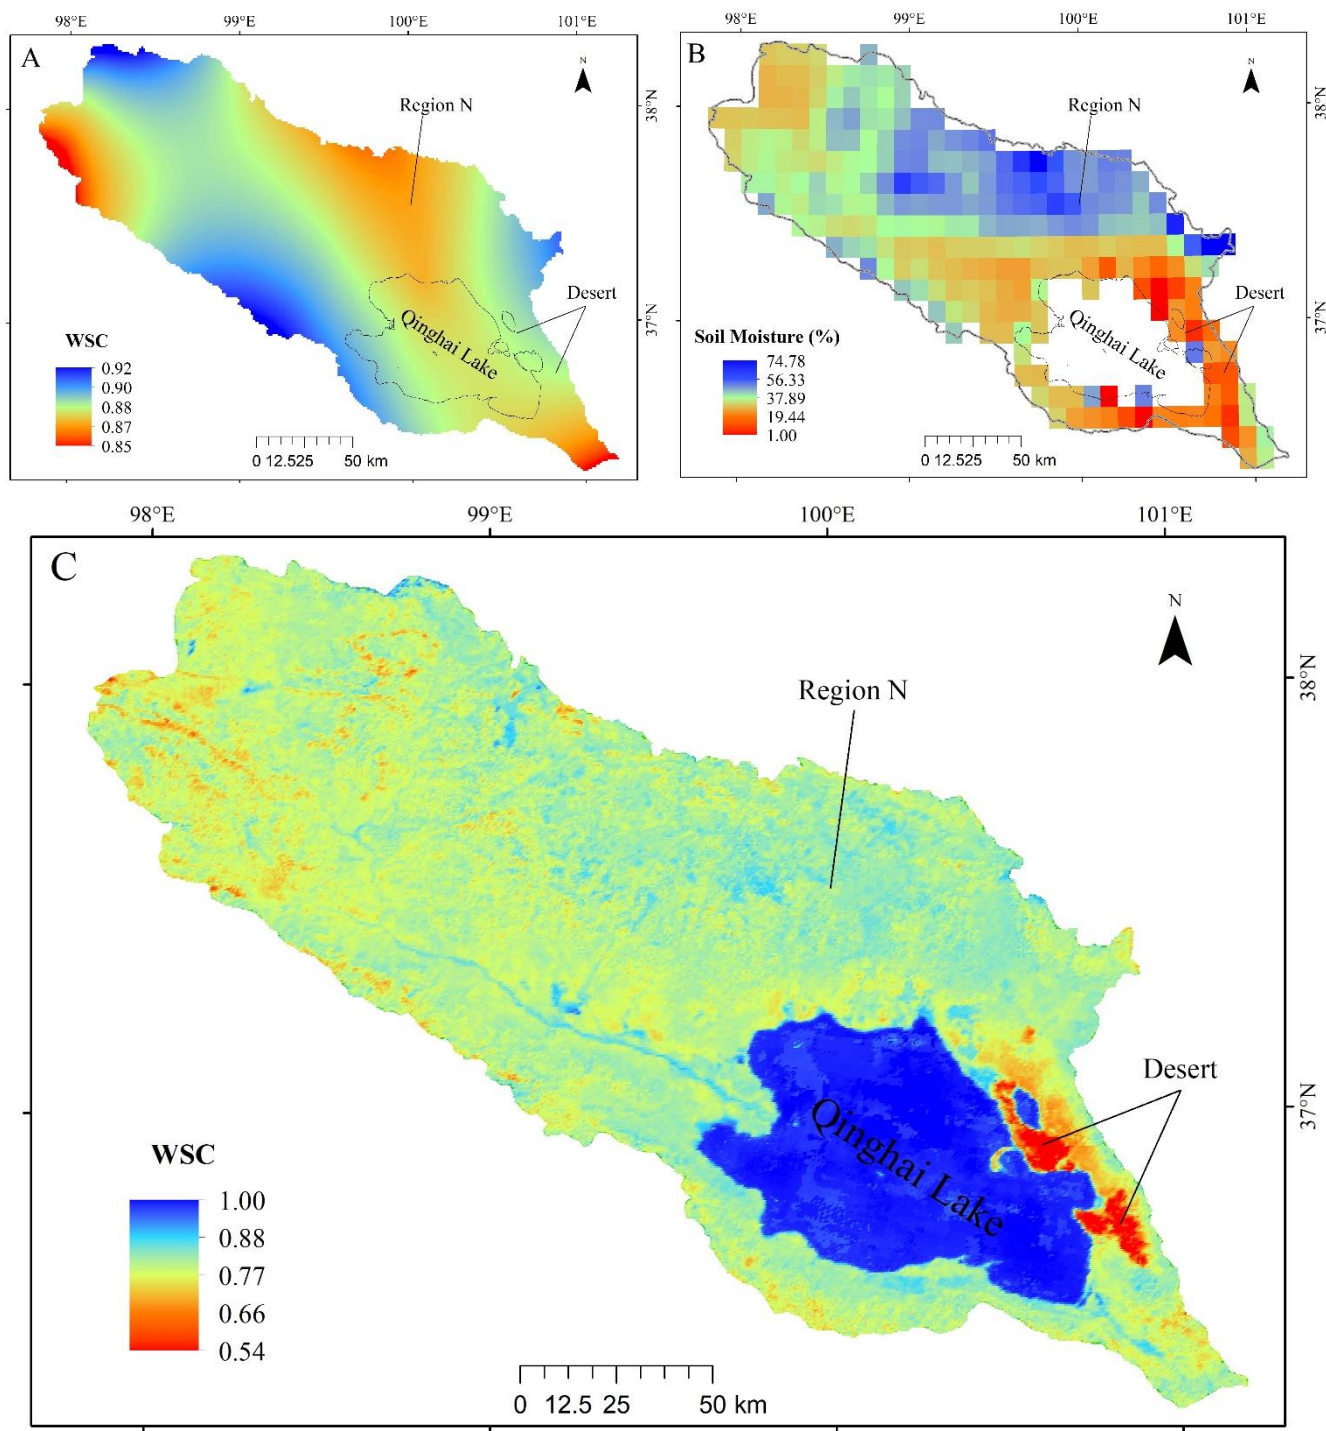 98°E 99°E 100°E 101°E
A
N
Region N
38°N
Desert
37°N
Qinghai Lake
WSC
0.92
0.90
0.88
0.87
0.85
0 12.525 50 km
98°E 99°E 100°E 101°E
B
N
Region N
38°N
Desert
37°N
Qinghai Lake
Soil Moisture (%)
74.78
56.33
37.89
19.44
1.00
0 12.525 50 km
98°E 99°E 100°E 101°E
C
N
38°N
Region N
Desert
37°N
Qinghai Lake
WSC
1.00
0.88
0.77
0.66
0.54
0 12.5 25 50 km